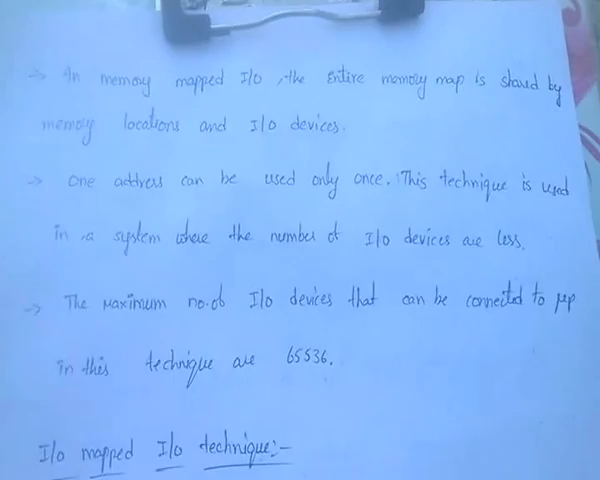 -> In memory mapped I/O, the entire memory map is shared by
memory locations and I/O devices.
-> One address can be used only once. This technique is used
in a system where the number of I/O devices are less.
-> The maximum no.of I/O devices that can be connected to μp
in this technique are 65536.
I/O mapped I/O technique:-